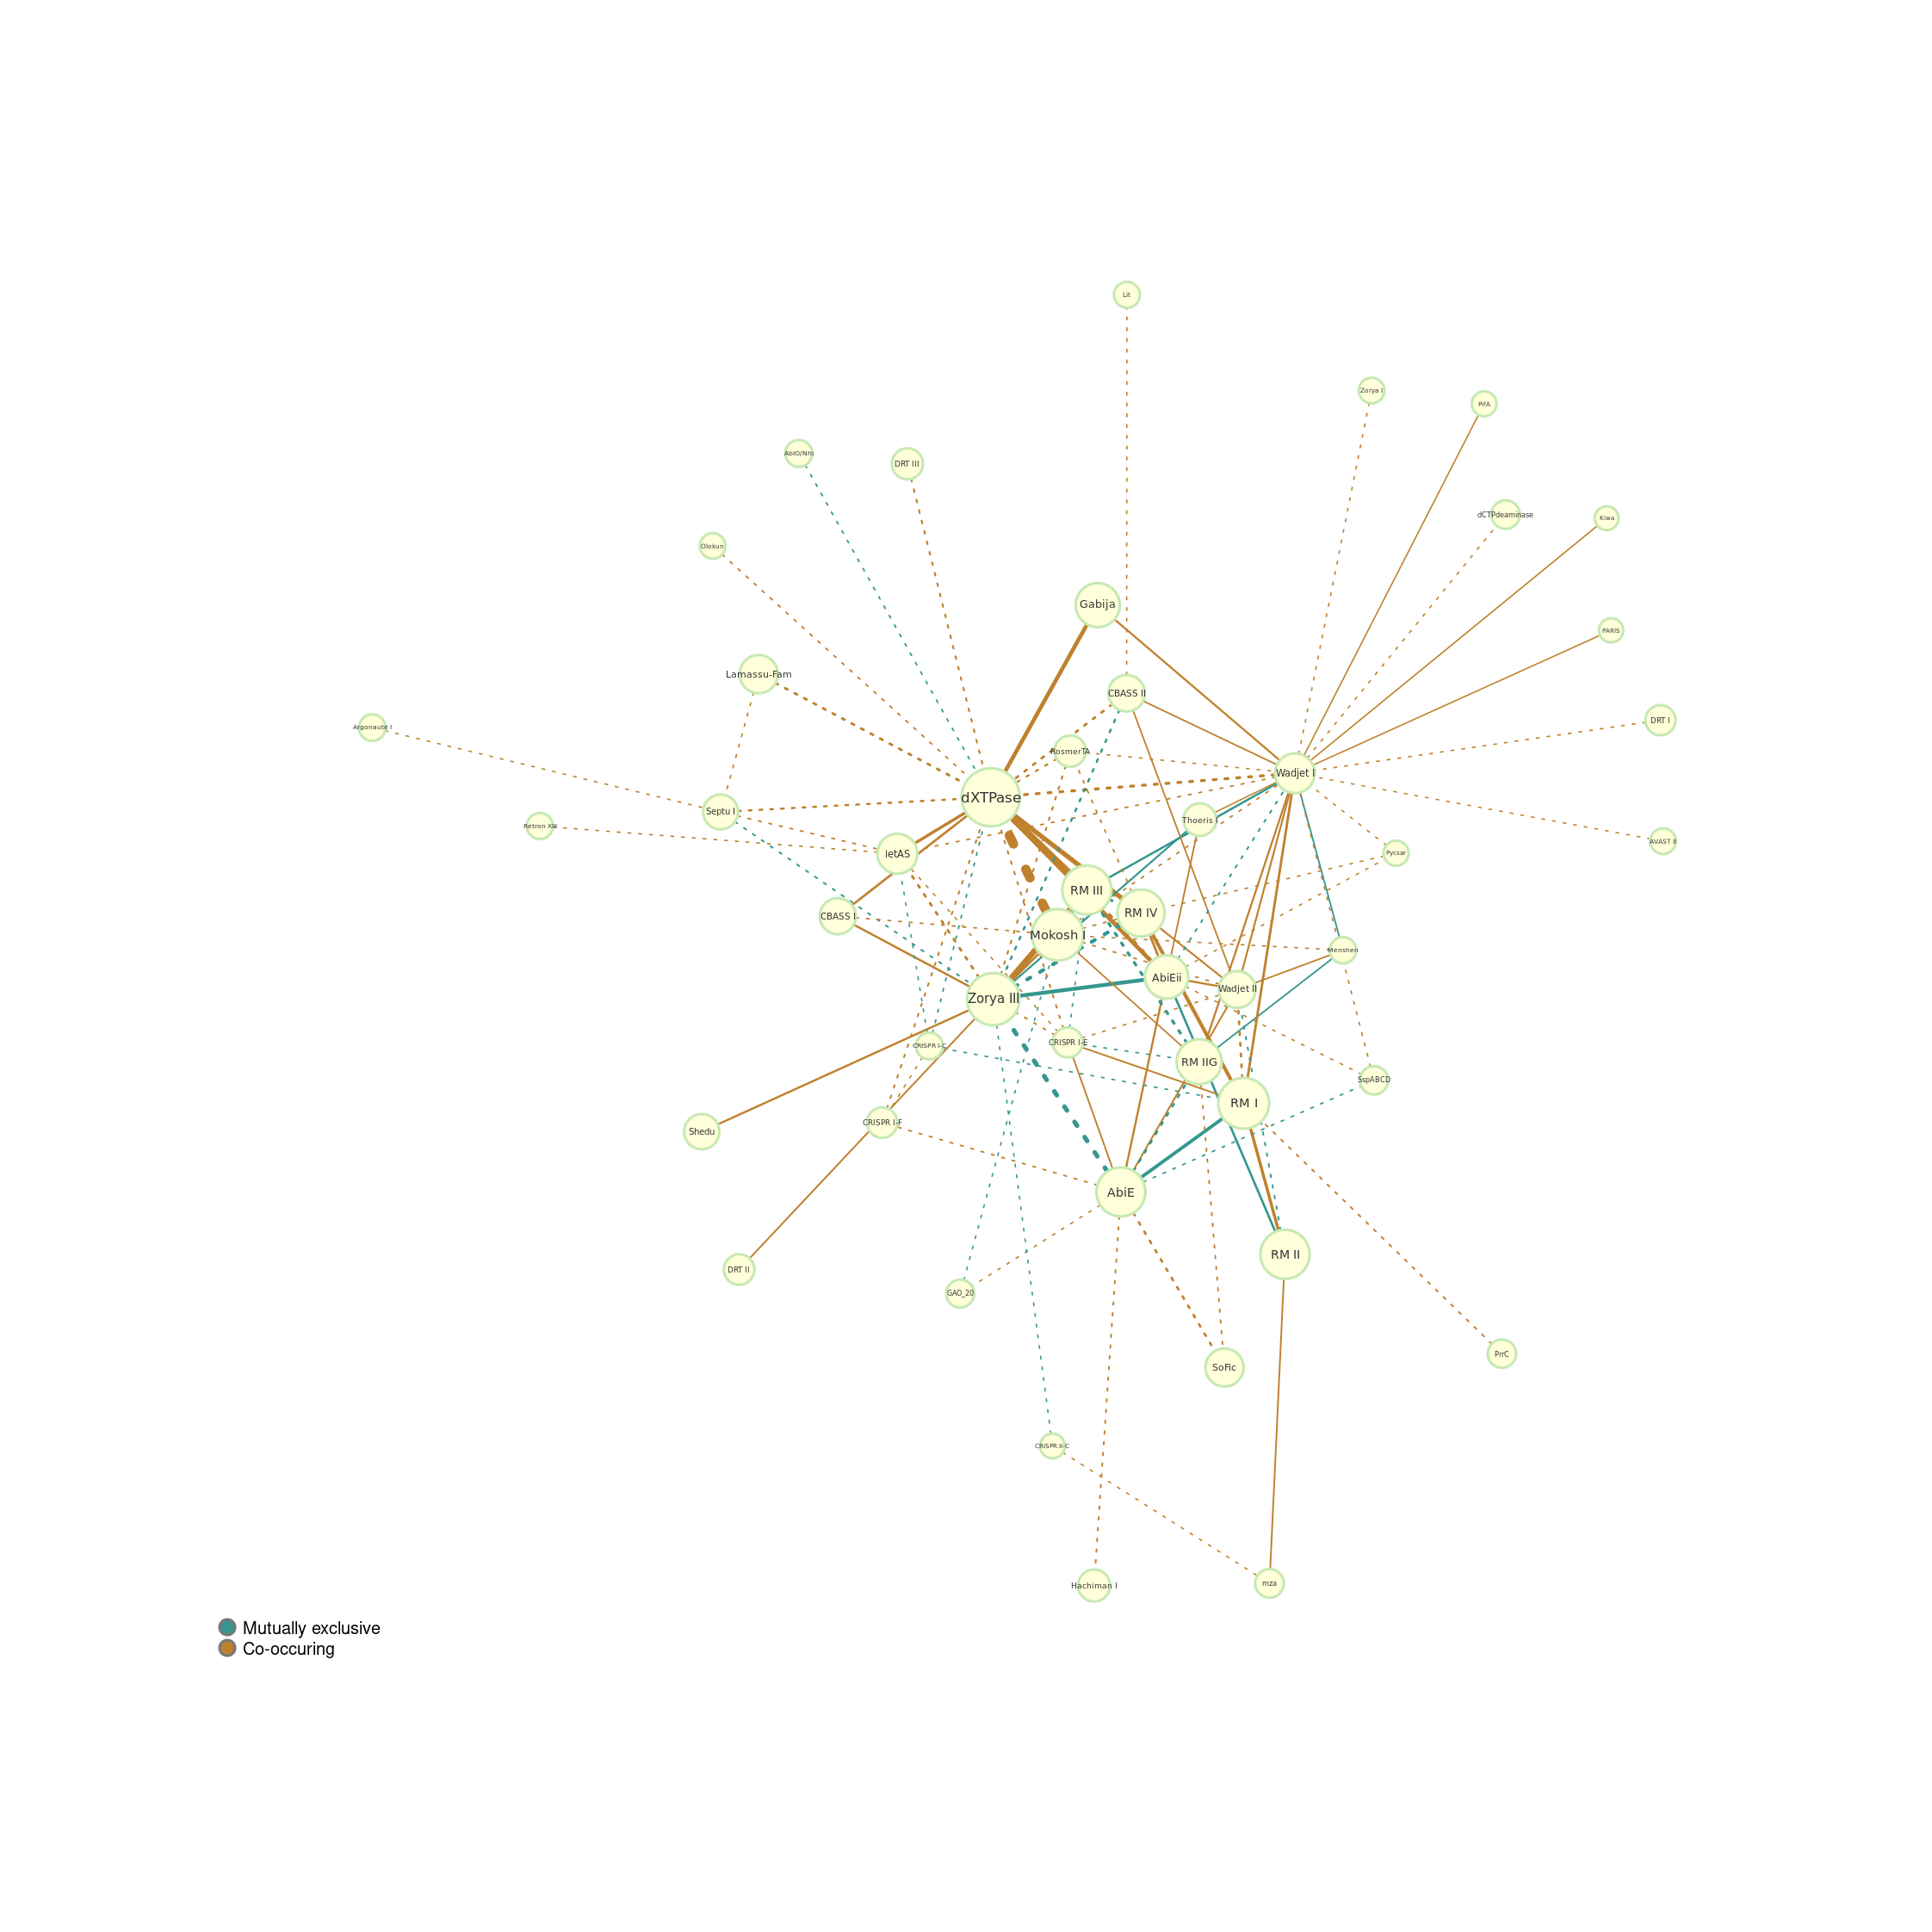 Lit
Zorya I
PifA
AbiO/Nhi
DRT III
dCTPdeaminase
Kiwa
Olokun
Gabija
PARIS
Lamassu-Fam
CBASS II
DRT I
Argonaute I
RosmerTA
Wadjet I
dXTPase
Septu I
Thoeris I
Retron XII
AVAST II
ietAS
Pycsar
RM III
RM IV
CBASS I
Mokosh I
Menshen
AbiEii
Wadjet II
Zorya III
CRISPR I-C
CRISPR I-E
RM IIG
SspABCD
RM I
CRISPR I-F
Shedu
AbiE
RM II
DRT II
GAO_20
PrrC
SoFic
CRISPR II-C
Hachiman I
mza
Mutually exclusive
Co-occuring